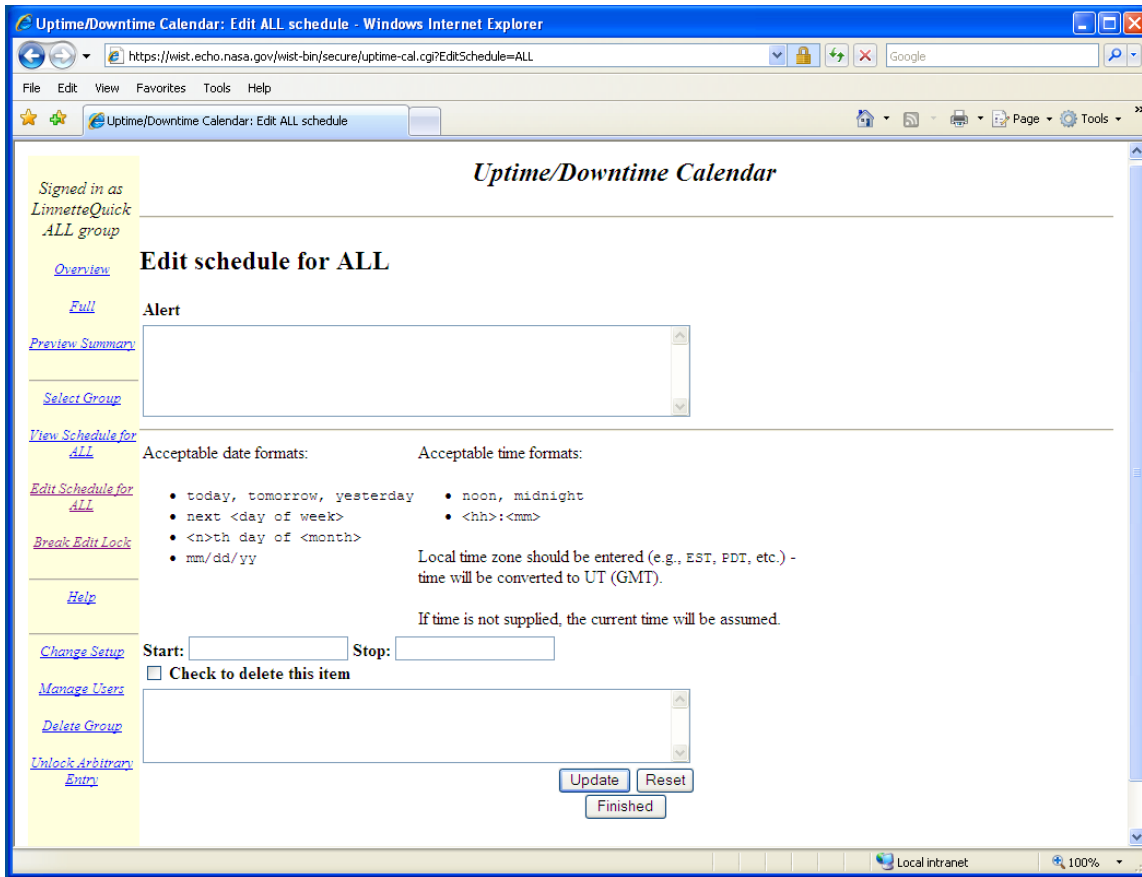 Uptime/Downtime Calendar: Edit ALL schedule - Windows Internet Explorer
https://wist.echo.nasa.gov/wist-bin/secure/uptime-cal.cgi?EditSchedule=ALL
Google
File Edit View Favorites Tools Help
Uptime/Downtime Calendar: Edit ALL schedule
Page
Tools
»
Signed in as
LinnetteQuick
ALL group
Overview
Full
Preview Summary
Select Group
View Schedule for
ALL
Edit Schedule for
ALL
Break Edit Lock
Help
Change Setup
Manage Users
Delete Group
Unlock Arbitrary
Entry
Uptime/Downtime Calendar
Edit schedule for ALL
Alert
Acceptable date formats:
• today, tomorrow, yesterday
• next <day of week>
• <n>th day of <month>
• mm/dd/yy
Acceptable time formats:
• noon, midnight
• <hh>:<mm>
Local time zone should be entered (e.g., EST, PDT, etc.) -
time will be converted to UT (GMT).
If time is not supplied, the current time will be assumed.
Start: Stop:
Check to delete this item
Update Reset
Finished
Local intranet
100%